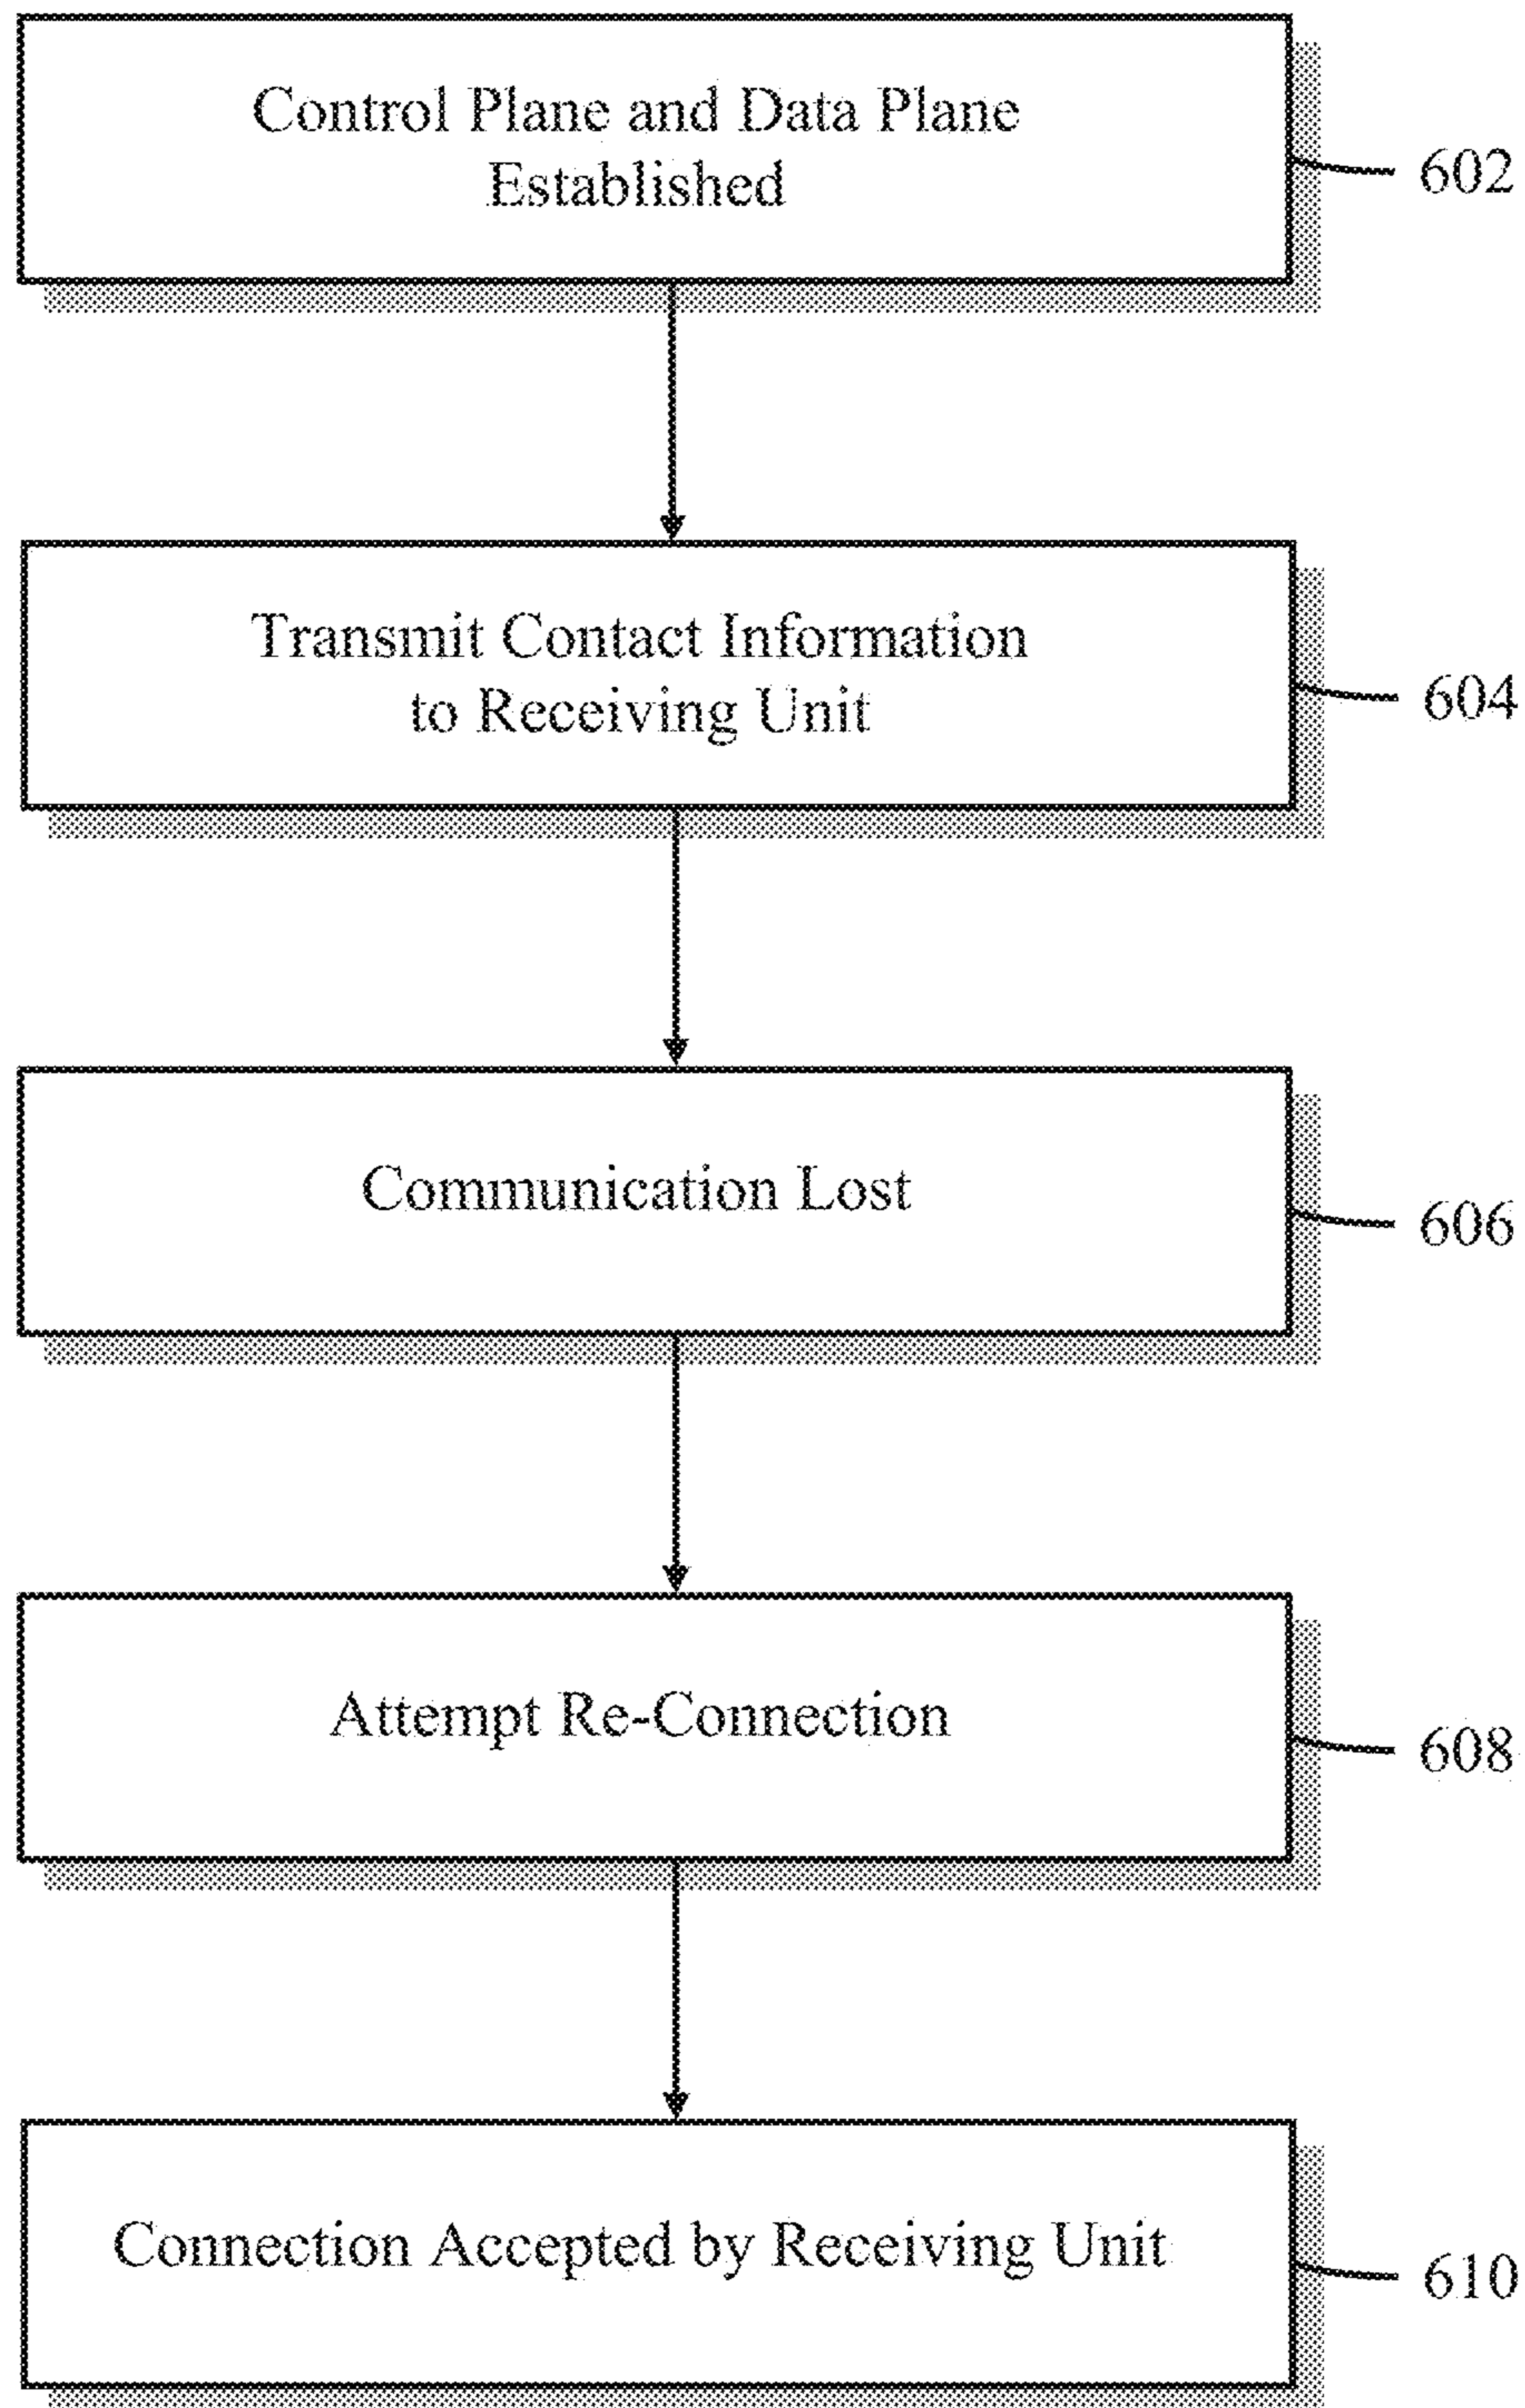 Control Plane and Data Plane
Established
602
Transmit Contact Information
to Receiving Unit
604
Communication Lost
606
Attempt Re-Connection
608
Connection Accepted by Receiving Unit
610